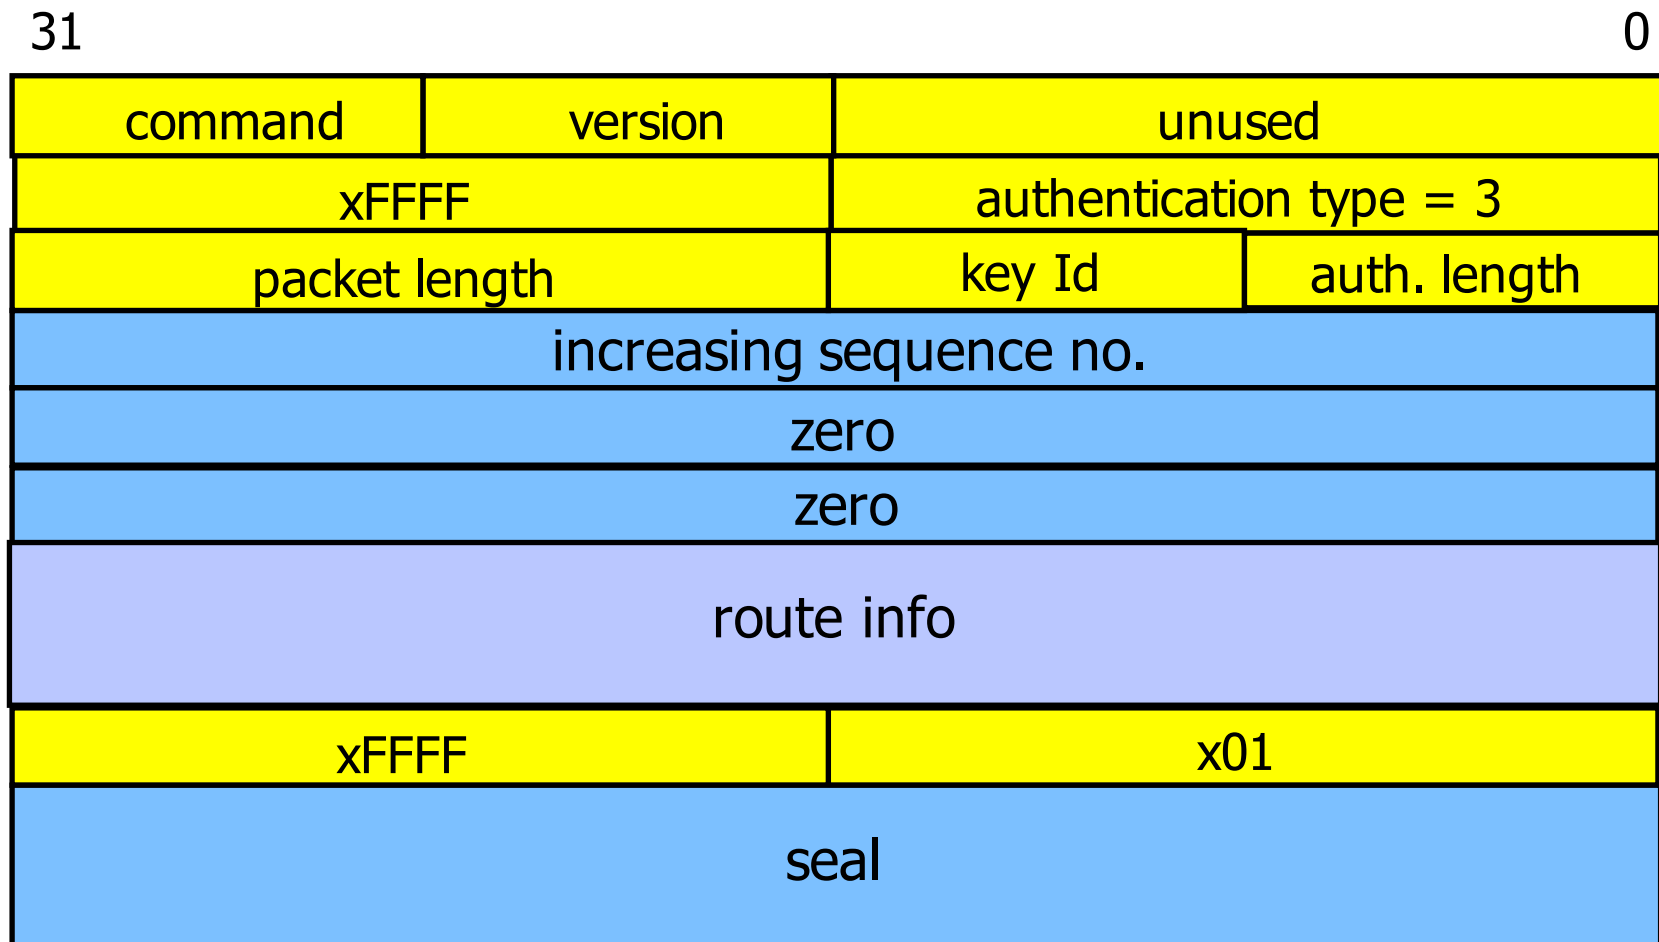 31 0
command version unused
xFFFF authentication type = 3
packet length key Id auth. length
increasing sequence no.
zero
zero
route info
xFFFF x01
seal